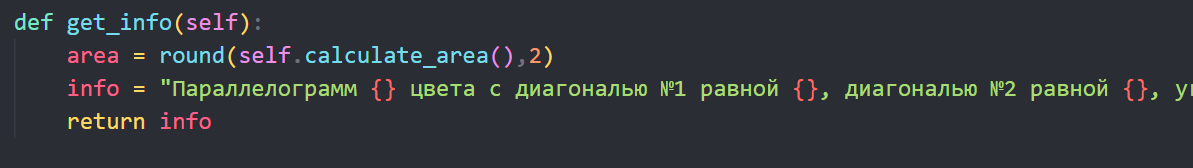 def get_info(self):
area = round(self.calculate_area(),2)
info = "Параллелограмм {} цвета с диагональю №1 равной {}, диагональю №2 равной {},
return info